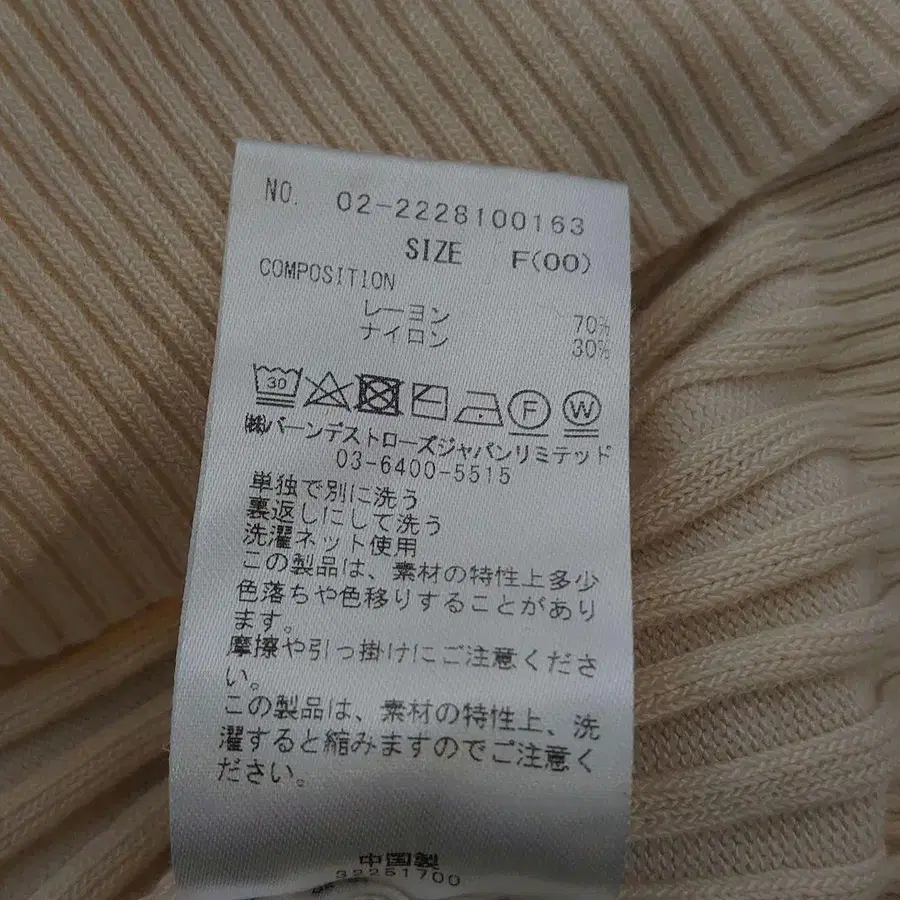 NO. 02-2228100163
SIZE F(00)
COMPOSITION
レーヨン 70%
ナイロン 30%
30 F W
㈱バーンデストローズジャパンリミテッド
03-6400-5515
単独で別に洗う
裏返しにして洗う
洗濯ネット使用
この製品は、素材の特性上多少
色落ちや色移りすることがあり
ます。
摩擦や引っ掛けにご注意くださ
い。
この製品は、素材の特性上、洗
濯すると縮みますのでご注意く
ださい。
中国製
32251700